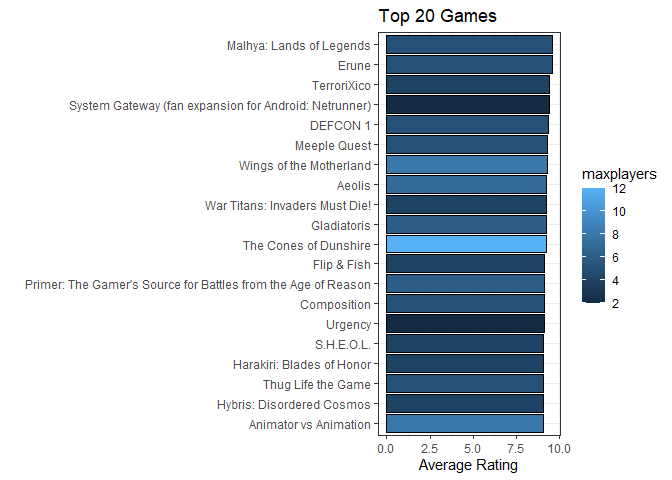 Top 20 Games
Malhya: Lands of Legends
Erune
TerroriXico
System Gateway (fan expansion for Android: Netrunner)
DEFCON 1
Meeple Quest
Wings of the Motherland
Aeolis
War Titans: Invaders Must Die!
Gladiatoris
The Cones of Dunshire
Flip & Fish
Primer: The Gamer's Source for Battles from the Age of Reason
Composition
Urgency
S.H.E.O.L.
Harakiri: Blades of Honor
Thug Life the Game
Hybris: Disordered Cosmos
Animator vs Animation
0.0 2.5 5.0 7.5 10.0
Average Rating
maxplayers
12
10
8
6
4
2